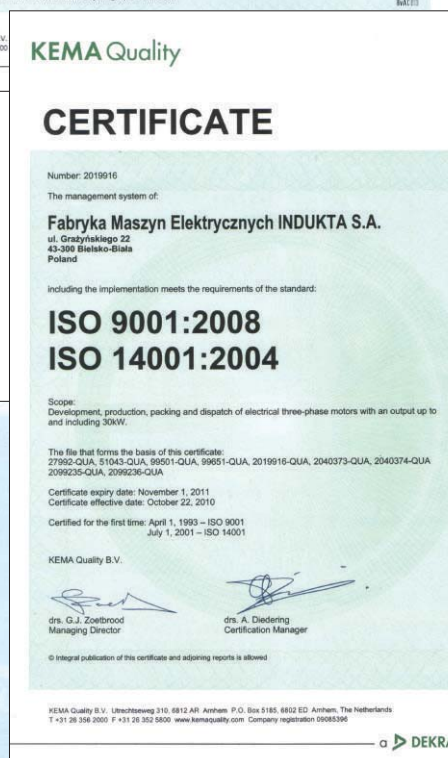 KEMA Quality
CERTIFICATE
Number: 2019916
The management system of:
Fabryka Maszyn Elektrycznych INDUKTA S.A.
ul. Grażyńskiego 22
43-300 Bielsko-Biała
Poland
including the implementation meets the requirements of the standard:
ISO 9001:2008
ISO 14001:2004
Scope:
Development, production, packing and dispatch of electrical three-phase motors with an output up to
and including 30kW.
The file that forms the basis of this certificate:
27992-QUA, 51043-QUA, 99501-QUA, 99651-QUA, 2019916-QUA, 2040373-QUA, 2040374-QUA
2099235-QUA, 2099236-QUA
Certificate expiry date: November 1, 2011
Certificate effective date: October 22, 2010
Certified for the first time: April 1, 1993 – ISO 9001
July 1, 2001 – ISO 14001
KEMA Quality B.V.
drs. G.J. Zoetbrood
Managing Director
drs. A. Diedering
Certification Manager
© Integral publication of this certificate and adjoining reports is allowed
KEMA Quality B.V. Utrechtseweg 310, 6812 AR Arnhem P.O. Box 5185, 6802 ED Arnhem, The Netherlands
T +31 26 356 2000 F +31 26 352 5800 www.kemaquality.com Company registration 09085396
a DEKRA